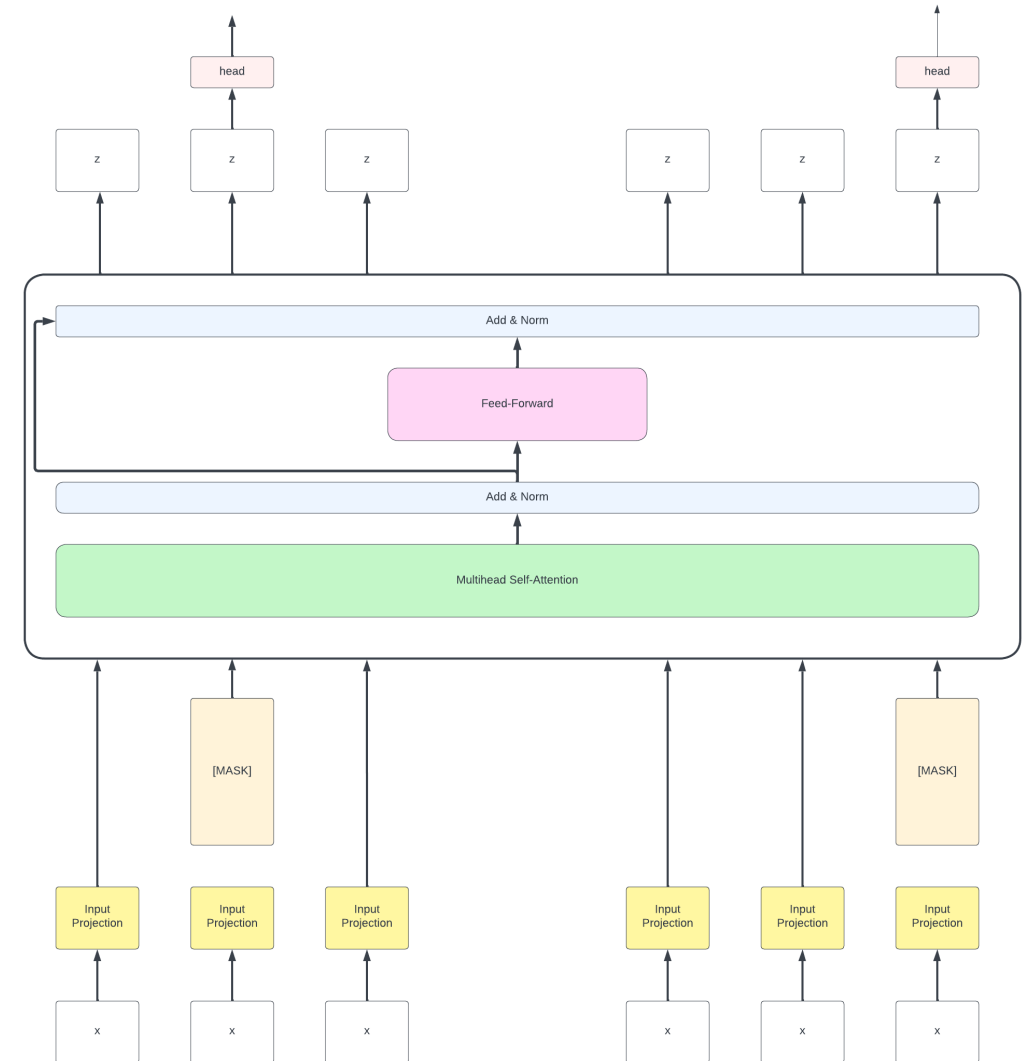 head
head
z
z
z
z
z
z
Add & Norm
Feed-Forward
Add & Norm
Multihead Self-Attention
[MASK]
[MASK]
Input
Projection
Input
Projection
Input
Projection
Input
Projection
Input
Projection
Input
Projection
x
x
x
x
x
x